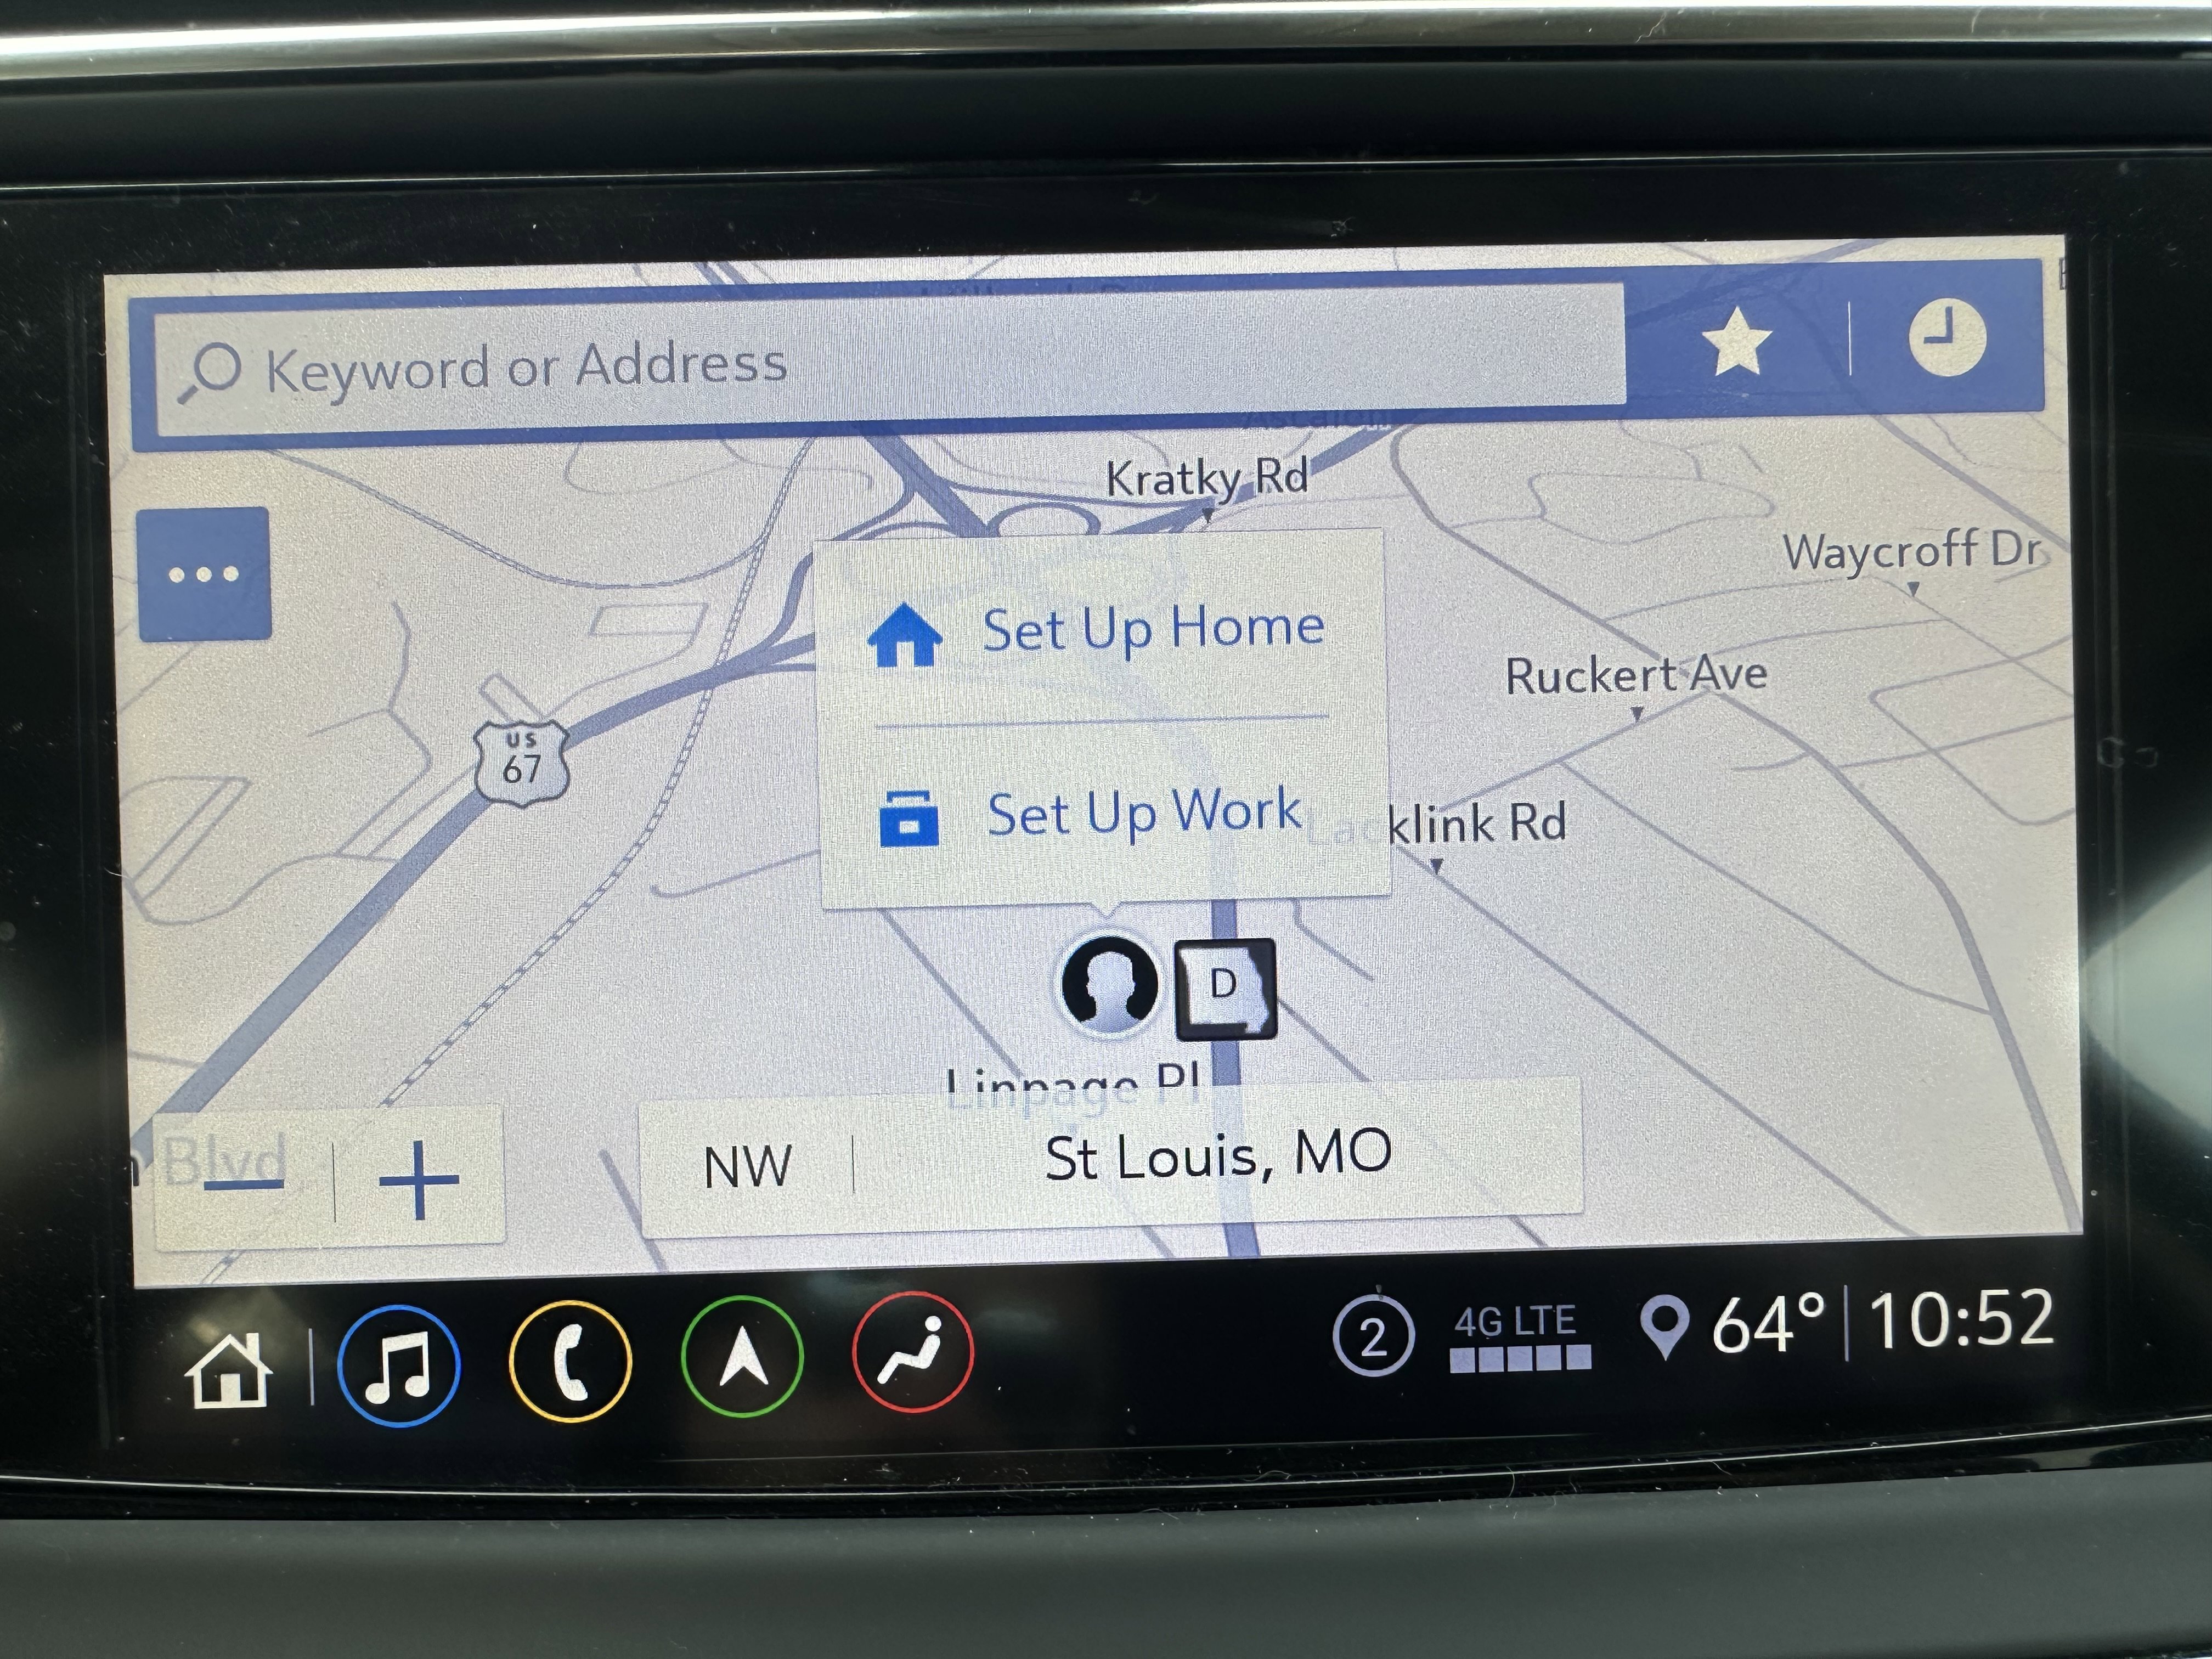 Keyword or Address
Kratky Rd
Waycroff Dr
Set Up Home
Ruckert Ave
US
67
Set Up Work
Lacklink Rd
D
Linpage Pl
Blvd
NW
St Louis, MO
2
4G LTE
64°
10:52